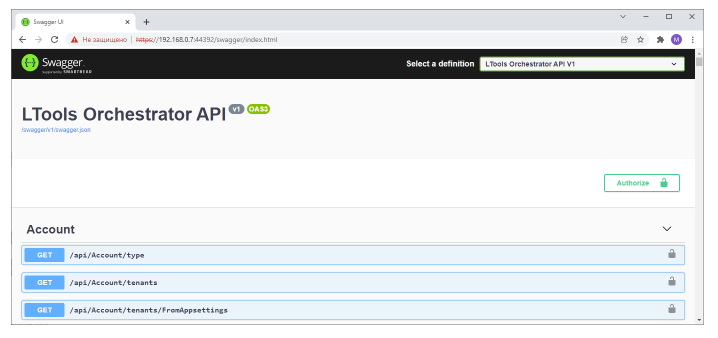 Swagger UI
Не защищено | https://192.168.0.7:44392/swagger/index.html
M
Swagger
Supported by SMARTBEAR
Select a definition
LTools Orchestrator API V1
LTools Orchestrator API v1 OAS3
/swagger/v1/swagger.json
Authorize
Account
GET /api/Account/type
GET /api/Account/tenants
GET /api/Account/tenants/FromAppsettings